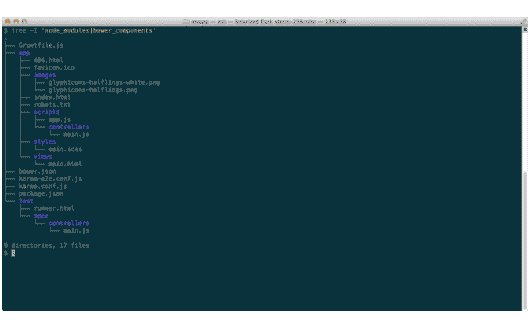 $ tree -I 'node_modules|bower_components'
.
├── Gruntfile.js
├── app
│   ├── 404.html
│   ├── favicon.ico
│   ├── images
│   │   ├── glyphicons-halflings-white.png
│   │   └── glyphicons-halflings.png
│   ├── index.html
│   ├── robots.txt
│   ├── scripts
│   │   ├── app.js
│   │   └── controllers
│   │       └── main.js
│   ├── styles
│   │   └── main.scss
│   └── views
│       └── main.html
├── bower.json
├── karma-e2e.conf.js
├── karma.conf.js
├── package.json
└── test
    ├── runner.html
    └── spec
        └── controllers
            └── main.js

9 directories, 17 files
$